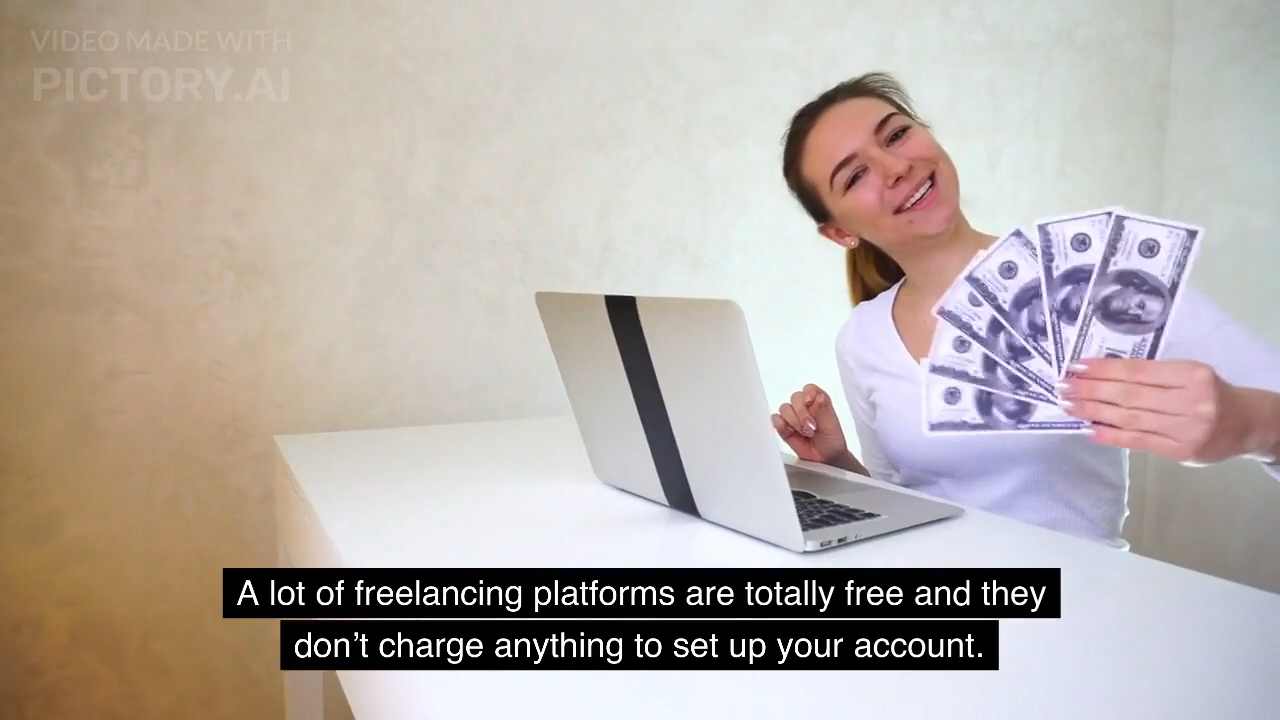 VIDEO MADE WITH
PICTORY.AI
A lot of freelancing platforms are totally free and they
don’t charge anything to set up your account.